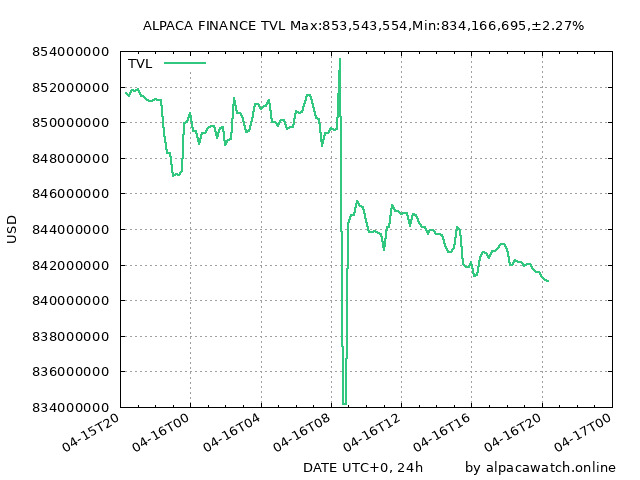 ALPACA FINANCE TVL Max:853,543,554,Min:834,166,695,±2.27%
TVL
854000000
852000000
850000000
848000000
846000000
844000000
842000000
840000000
838000000
836000000
834000000
USD
04-15T20
04-16T00
04-16T04
04-16T08
04-16T12
04-16T16
04-16T20
04-17T00
DATE UTC+0, 24h
by alpacawatch.online